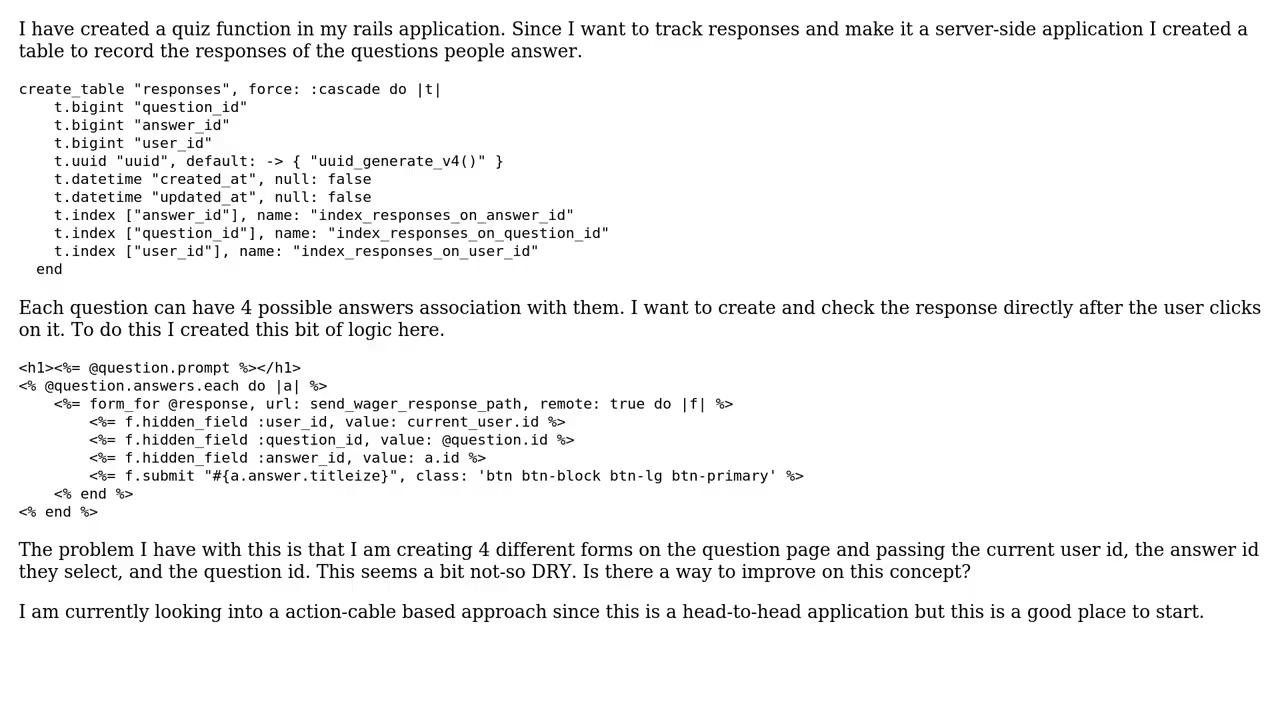 I have created a quiz function in my rails application. Since I want to track responses and make it a server-side application I created a
table to record the responses of the questions people answer.
create_table "responses", force: :cascade do |t|
    t.bigint "question_id"
    t.bigint "answer_id"
    t.bigint "user_id"
    t.uuid "uuid", default: -> { "uuid_generate_v4()" }
    t.datetime "created_at", null: false
    t.datetime "updated_at", null: false
    t.index ["answer_id"], name: "index_responses_on_answer_id"
    t.index ["question_id"], name: "index_responses_on_question_id"
    t.index ["user_id"], name: "index_responses_on_user_id"
  end
Each question can have 4 possible answers association with them. I want to create and check the response directly after the user clicks
on it. To do this I created this bit of logic here.
<h1><%= @question.prompt %></h1>
<% @question.answers.each do |a| %>
    <%= form_for @response, url: send_wager_response_path, remote: true do |f| %>
        <%= f.hidden_field :user_id, value: current_user.id %>
        <%= f.hidden_field :question_id, value: @question.id %>
        <%= f.hidden_field :answer_id, value: a.id %>
        <%= f.submit "#{a.answer.titleize}", class: 'btn btn-block btn-lg btn-primary' %>
    <% end %>
<% end %>
The problem I have with this is that I am creating 4 different forms on the question page and passing the current user id, the answer id
they select, and the question id. This seems a bit not-so DRY. Is there a way to improve on this concept?
I am currently looking into a action-cable based approach since this is a head-to-head application but this is a good place to start.